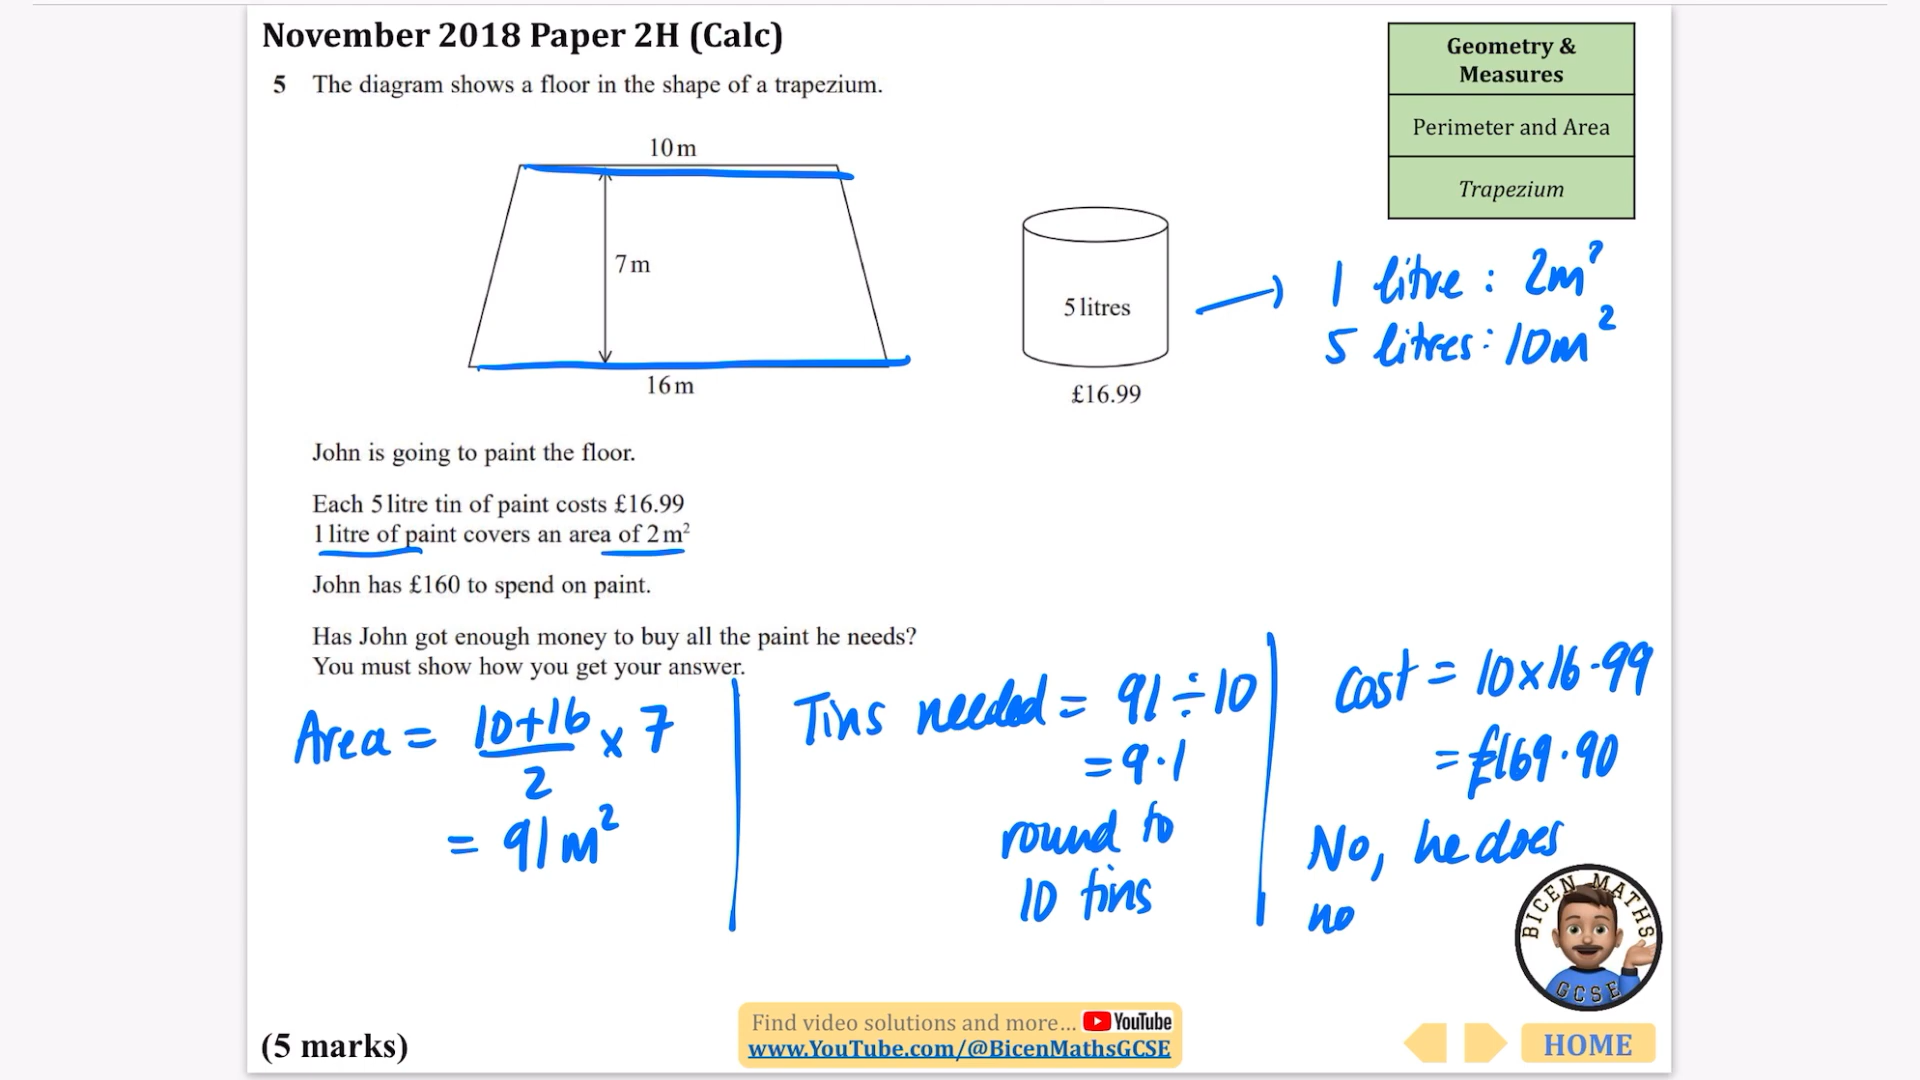 November 2018 Paper 2H (Calc)
Geometry &
Measures
Perimeter and Area
Trapezium
5 The diagram shows a floor in the shape of a trapezium.
10 m
7 m
16 m
5 litres
£16.99
1 litre : 2m²
5 litres : 10m²
John is going to paint the floor.
Each 5 litre tin of paint costs £16.99
1 litre of paint covers an area of 2 m²
John has £160 to spend on paint.
Has John got enough money to buy all the paint he needs?
You must show how you get your answer.
Area = 10+16/2 x 7
= 91m²
Tins needed = 91 ÷ 10
= 9.1
round to
10 tins
Cost = 10x16.99
= £169.90
No, he does
no
BICEN MATHS
GCSE
(5 marks)
Find video solutions and more... YouTube
www.YouTube.com/@BicenMathsGCSE
HOME